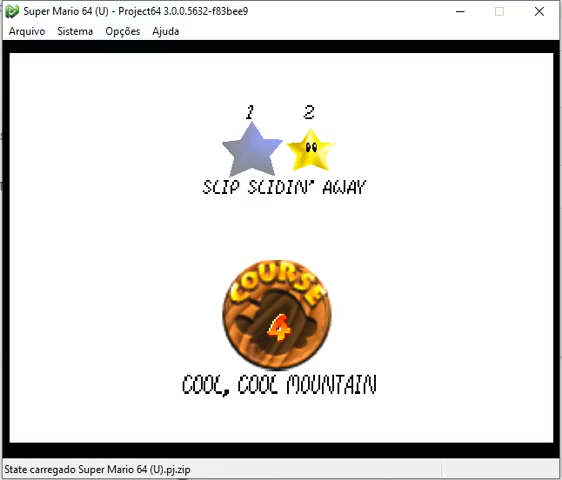 Super Mario 64 (U) - Project64 3.0.0.5632-f83bee9
Arquivo Sistema Opções Ajuda
1 2
SLIP SLIDIN' AWAY
COURSE
4
COOL, COOL MOUNTAIN
State carregado Super Mario 64 (U).pj.zip